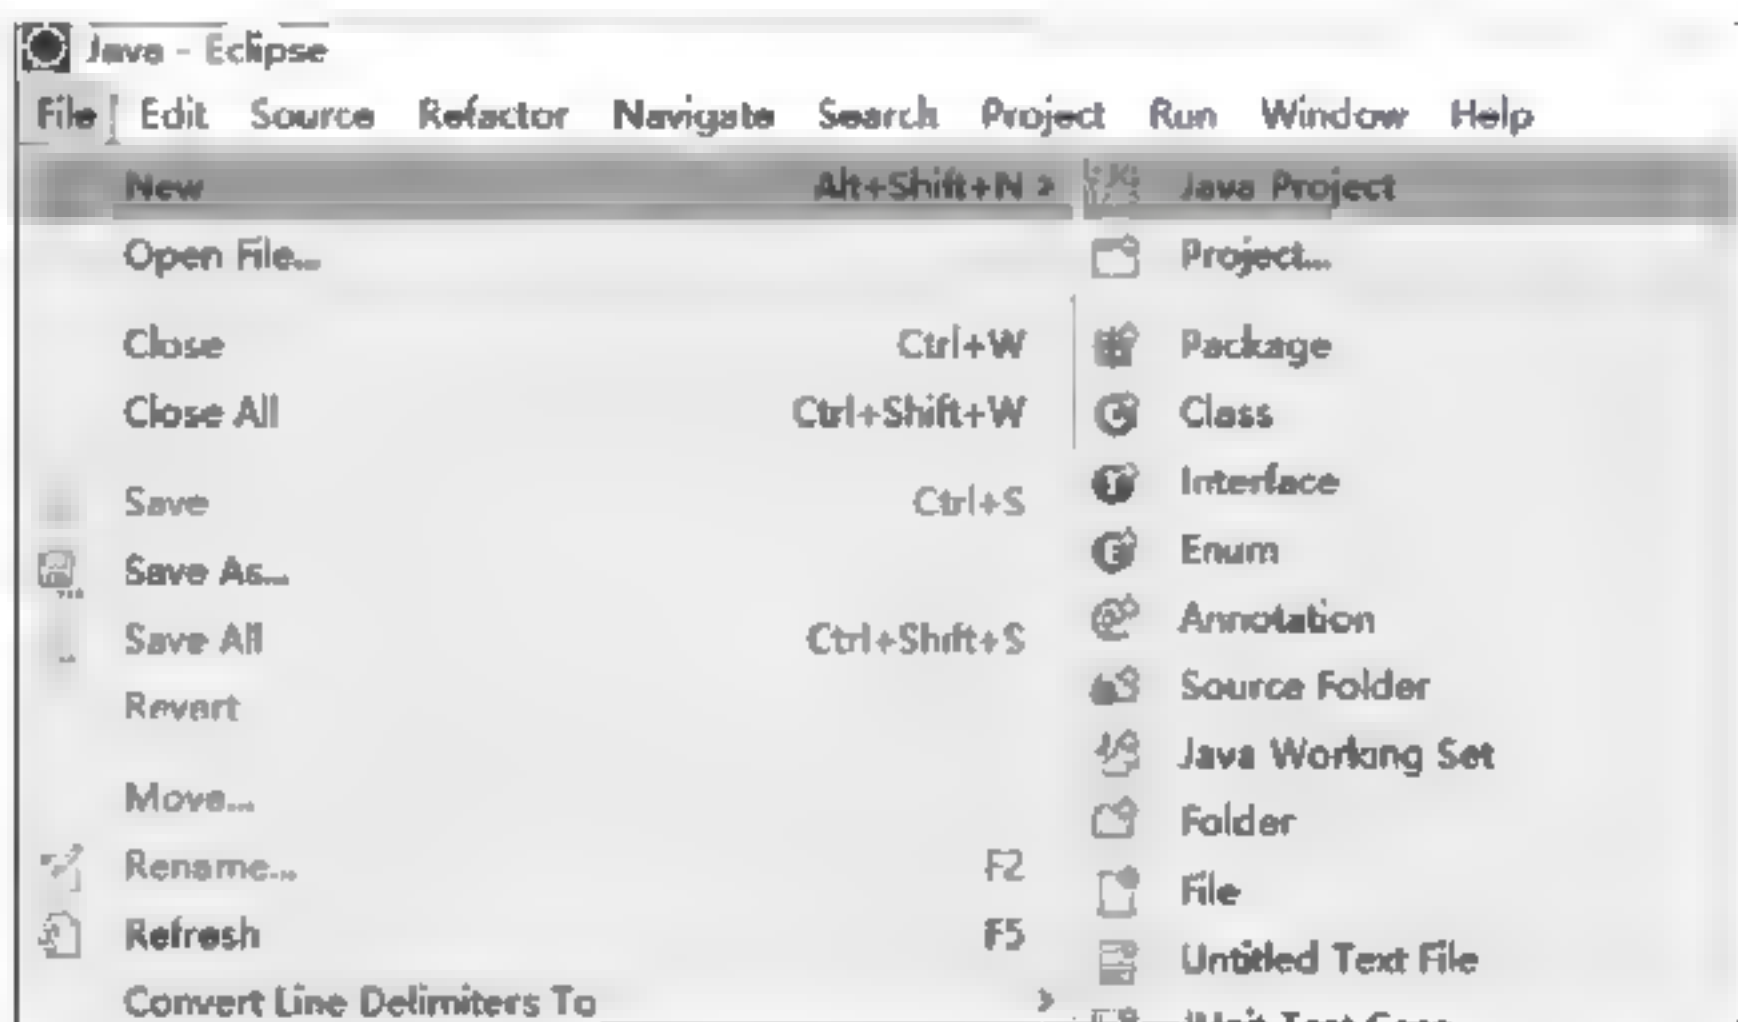 Java - Eclipse
File Edit Source Refactor Navigate Search Project Run Window Help
New Alt+Shift+N >
Open File...
Close Ctrl+W
Close All Ctrl+Shift+W
Save Ctrl+S
Save As...
Save All Ctrl+Shift+S
Revert
Move...
Rename... F2
Refresh F5
Convert Line Delimiters To >
Java Project
Project...
Package
Class
Interface
Enum
Annotation
Source Folder
Java Working Set
Folder
File
Untitled Text File